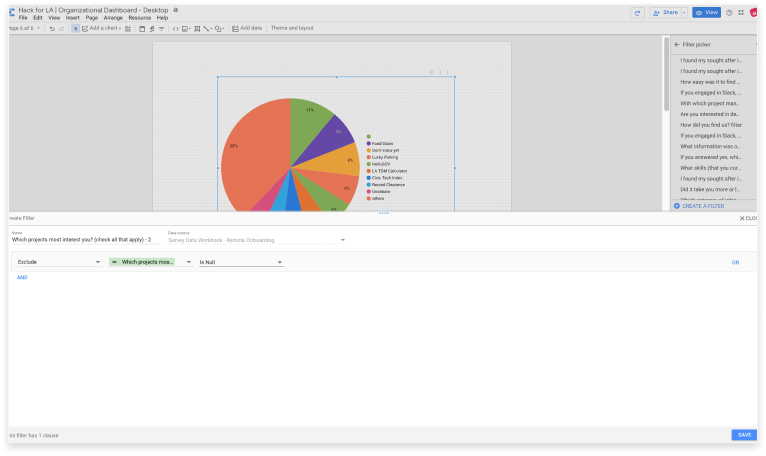 Hack for LA | Organizational Dashboard - Desktop
File Edit View Insert Page Arrange Resource Help
Share
View
age 6 of 6
Add a chart
Add data
Theme and layout
Filter picker
I found my sought after i...
I found my sought after i...
How easy was it to find ...
If you engaged in Slack, ...
With which project man...
Are you interested in de...
How did you find us? filter
If you engaged in Slack, ...
What information was o...
If you answered yes, whi...
What skills (that you cur...
I found my sought after i...
Did it take you more or l...
CREATE A FILTER
11%
9%
8%
7%
6%
38%
Food Oasis
Don't know yet
Lucky Parking
HelloGOV
LA TDM Calculator
Civic Tech Index
Record Clearance
Undebate
others
reate Filter
CLOS
Name
Which projects most interest you? (check all that apply) - 2
Data source
Survey Data Workbook - Remote Onboarding
Exclude
Which projects mos...
Is Null
OR
AND
his filter has 1 clause
SAVE